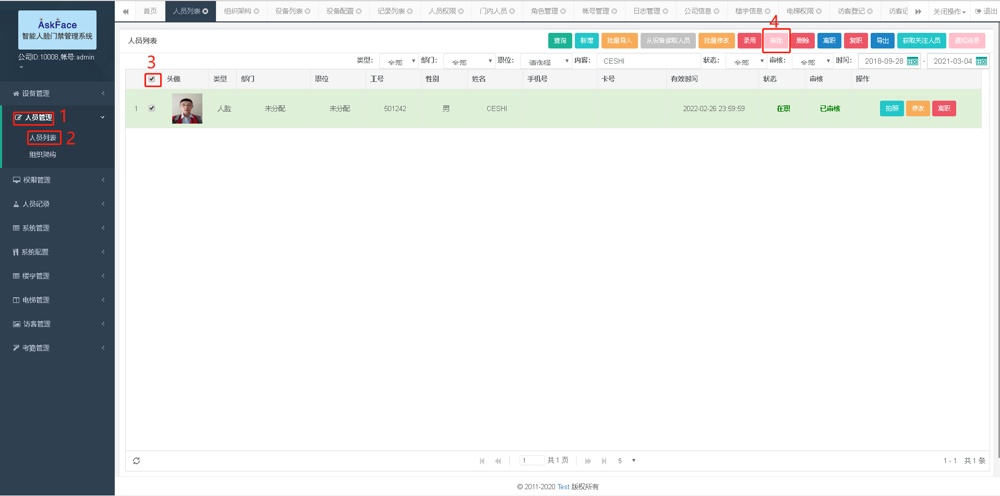 AskFace
智能人脸门禁管理系统
公司ID:10008,帐号:admin
设备管理
人员管理 1
人员列表 2
组织架构
权限管理
人员记录
系统管理
系统配置
楼宇管理
电梯管理
访客管理
考勤管理
首页 人员列表 组织架构 设备列表 设备配置 记录列表 人员权限 门内人员 角色管理 帐号管理 日志管理 公司信息 楼宇信息 电梯权限 访客登记 访客记 关闭操作 退出
4
人员列表 查询 新增 批量导入 从设备读取人员 批量修改 录用 审批 删除 离职 复职 导出 获取关注人员 通知消息
3
类型： 全部 部门： 全部 职位： 请选择 内容： CESHI 状态： 全部 审核： 全部 时间： 2018-09-28 - 2021-03-04
头像 类型 部门 职位 工号 性别 姓名 手机号 卡号 有效时间 状态 审核 操作
1 人脸 未分配 未分配 501242 男 CESHI 2022-02-26 23:59:59 在职 已审核 拍照 修改 离职
1 共 1 页 5 1 - 1 共 1 条
© 2011-2020 Test 版权所有